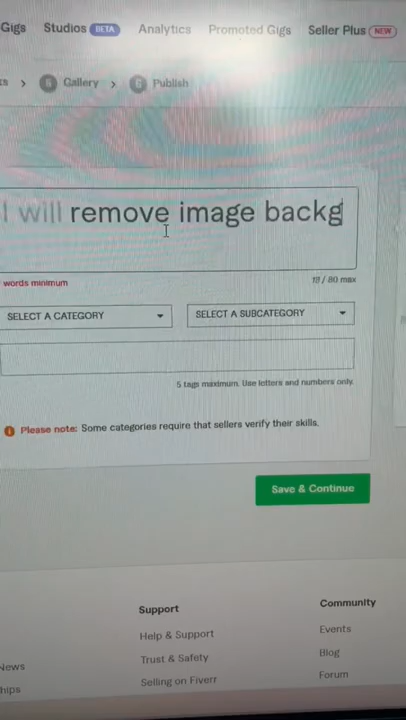 Gigs Studios BETA Analytics Promoted Gigs Seller Plus NEW
Gallery > Publish
I will remove image backg
words minimum
/ 80 max
SELECT A CATEGORY SELECT A SUBCATEGORY
5 tags maximum. Use letters and numbers only.
Please note: Some categories require that sellers verify their skills.
Save & Continue
Support Community
Help & Support Events
News Trust & Safety Blog
Selling on Fiverr Forum